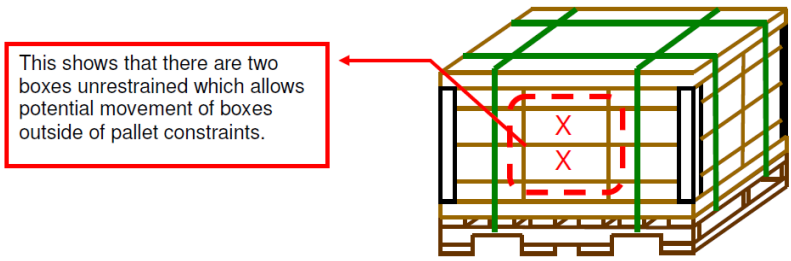 This shows that there are two
boxes unrestrained which allows
potential movement of boxes
outside of pallet constraints.
X
X